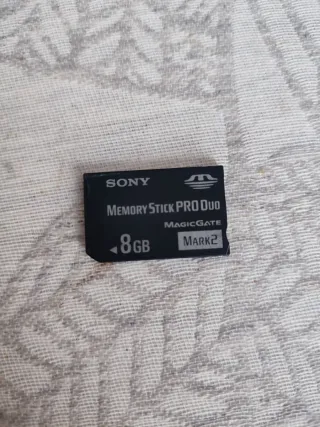 SONY
MEMORY STICK PRO DUO
MAGICGATE
8GB
MARK2